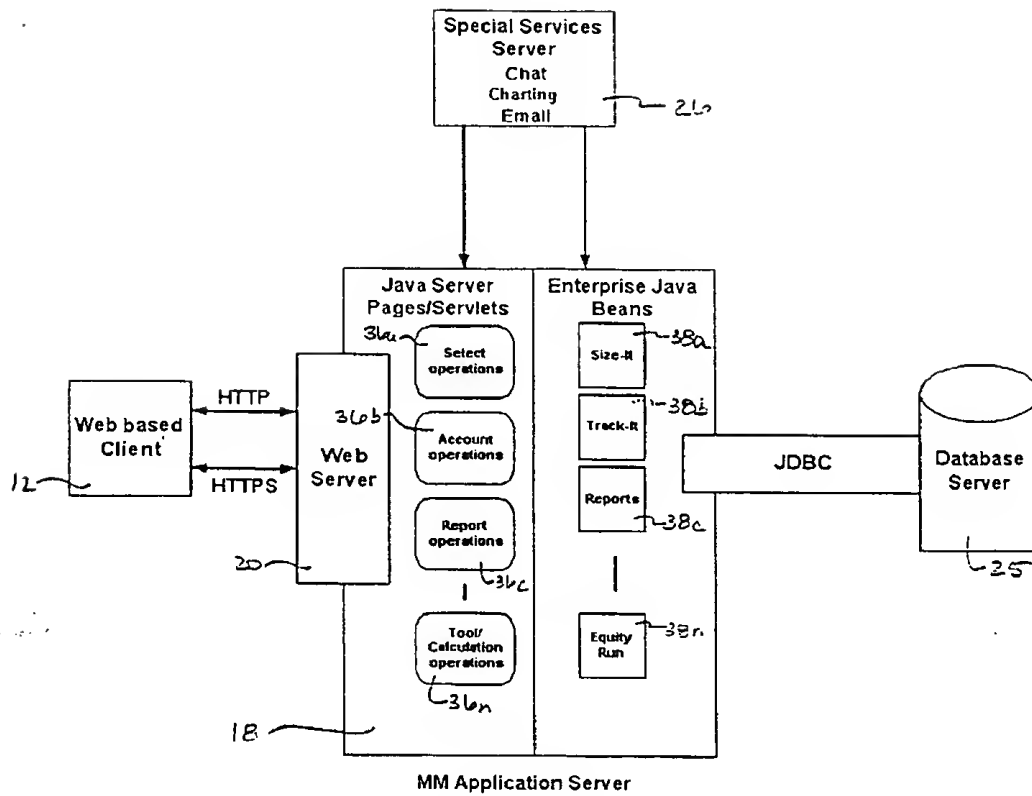 Special Services
Server
Chat
Charting
Email
26
Java Server
Pages/Servlets
Enterprise Java
Beans
36a
Select
operations
38a
Size-It
Web based
Client
12
HTTP
HTTPS
Web
Server
20
36b
Account
operations
38b
Track-It
JDBC
Database
Server
25
Report
operations
36c
Reports
38c
Tool/
Calculation
operations
36n
38n
Equity
Run
18
MM Application Server